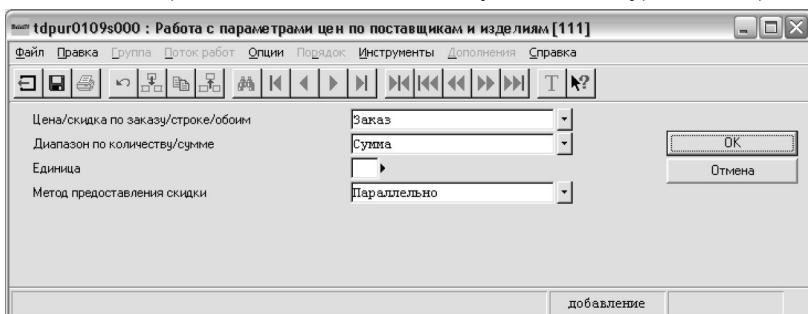 tdpur0109s000 : Работа с параметрами цен по поставщикам и изделиям [111]
Файл Правка Группа Поток работ Опции Порядок Инструменты Дополнения Справка
T ?
Цена/скидка по заказу/строке/обоим Заказ
Диапазон по количеству/сумме Сумма OK
Единица Отмена
Метод предоставления скидки Параллельно
добавление